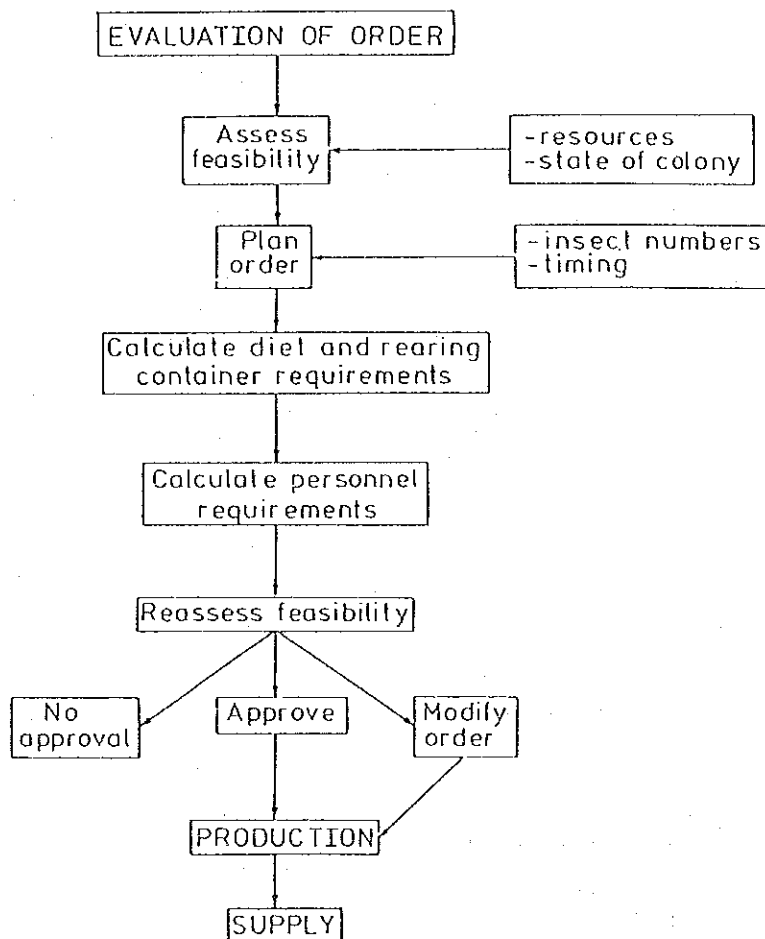 EVALUATION OF ORDER
Assess
feasibility
-resources
-state of colony
Plan
order
-insect numbers
-timing
Calculate diet and rearing
container requirements
Calculate personnel
requirements
Reassess feasibility
No
approval
Approve
Modify
order
PRODUCTION
SUPPLY